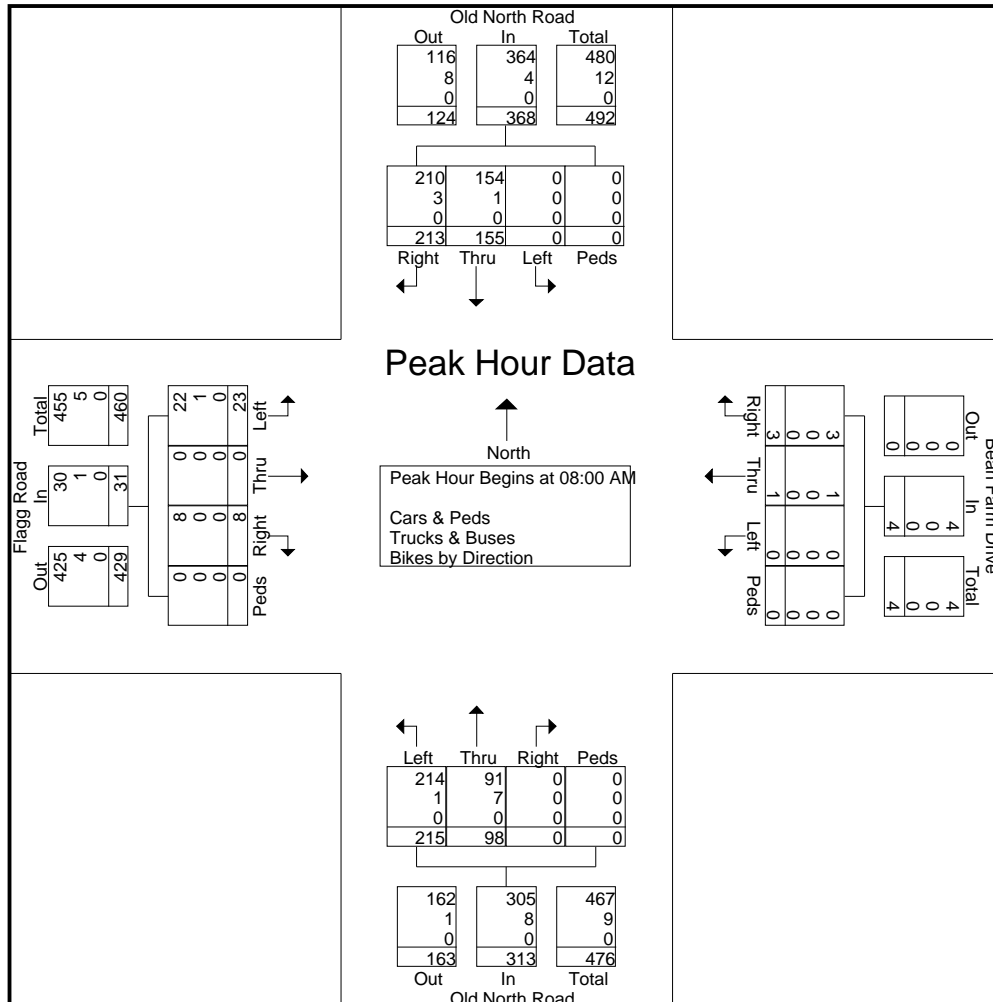 Old North Road
Out In Total
116 364 480
8 4 12
0 0 0
124 368 492
210 154 0 0
3 1 0 0
0 0 0 0
213 155 0 0
Right Thru Left Peds
Peak Hour Data
North
Peak Hour Begins at 08:00 AM
Cars & Peds
Trucks & Buses
Bikes by Direction
Flagg Road
Out In Total
425 30 455
4 1 5
0 0 0
429 31 460
0 8 0 22
0 0 0 1
0 0 0 0
0 8 0 23
Peds Right Thru Left
Right Thru Left Peds
3 1 0 0
0 0 0 0
0 0 0 0
3 1 0 0
Out In Total
0 4 4
0 0 0
0 0 0
0 4 4
Farm Drive
Left Thru Right Peds
214 91 0 0
1 7 0 0
0 0 0 0
215 98 0 0
162 305 467
1 8 9
0 0 0
163 313 476
Out In Total
Old North Road